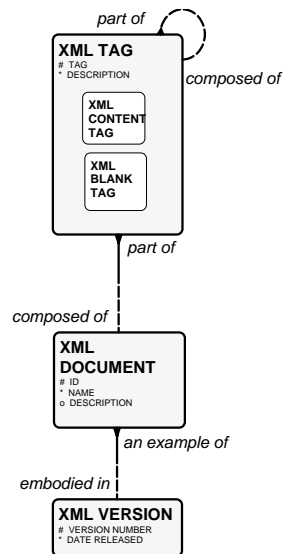 part of
XML TAG
# TAG
* DESCRIPTION
composed of
XML
CONTENT
TAG
XML
BLANK
TAG
part of
composed of
XML
DOCUMENT
# ID
* NAME
o DESCRIPTION
an example of
embodied in
XML VERSION
# VERSION NUMBER
* DATE RELEASED